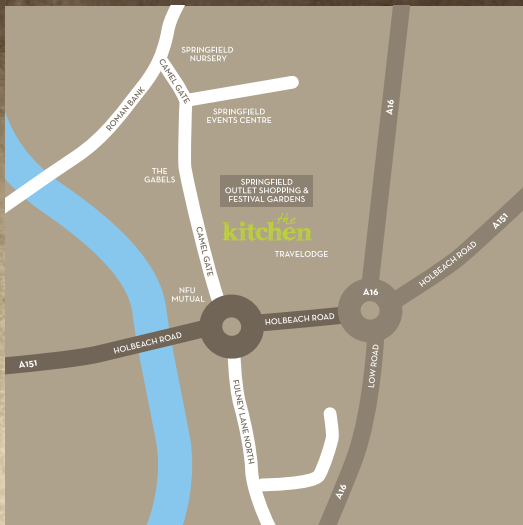 SPRINGFIELD
NURSERY
A16
CAMEL GATE
ROMAN BANK
SPRINGFIELD
EVENTS CENTRE
THE
GABELS
SPRINGFIELD
OUTLET SHOPPING &
FESTIVAL GARDENS
the
kitchen
A151
CAMEL GATE
TRAVELODGE
HOLBEACH ROAD
NFU
MUTUAL
A16
HOLBEACH ROAD
HOLBEACH ROAD
A151
LOW ROAD
FULNEY LANE NORTH
A16